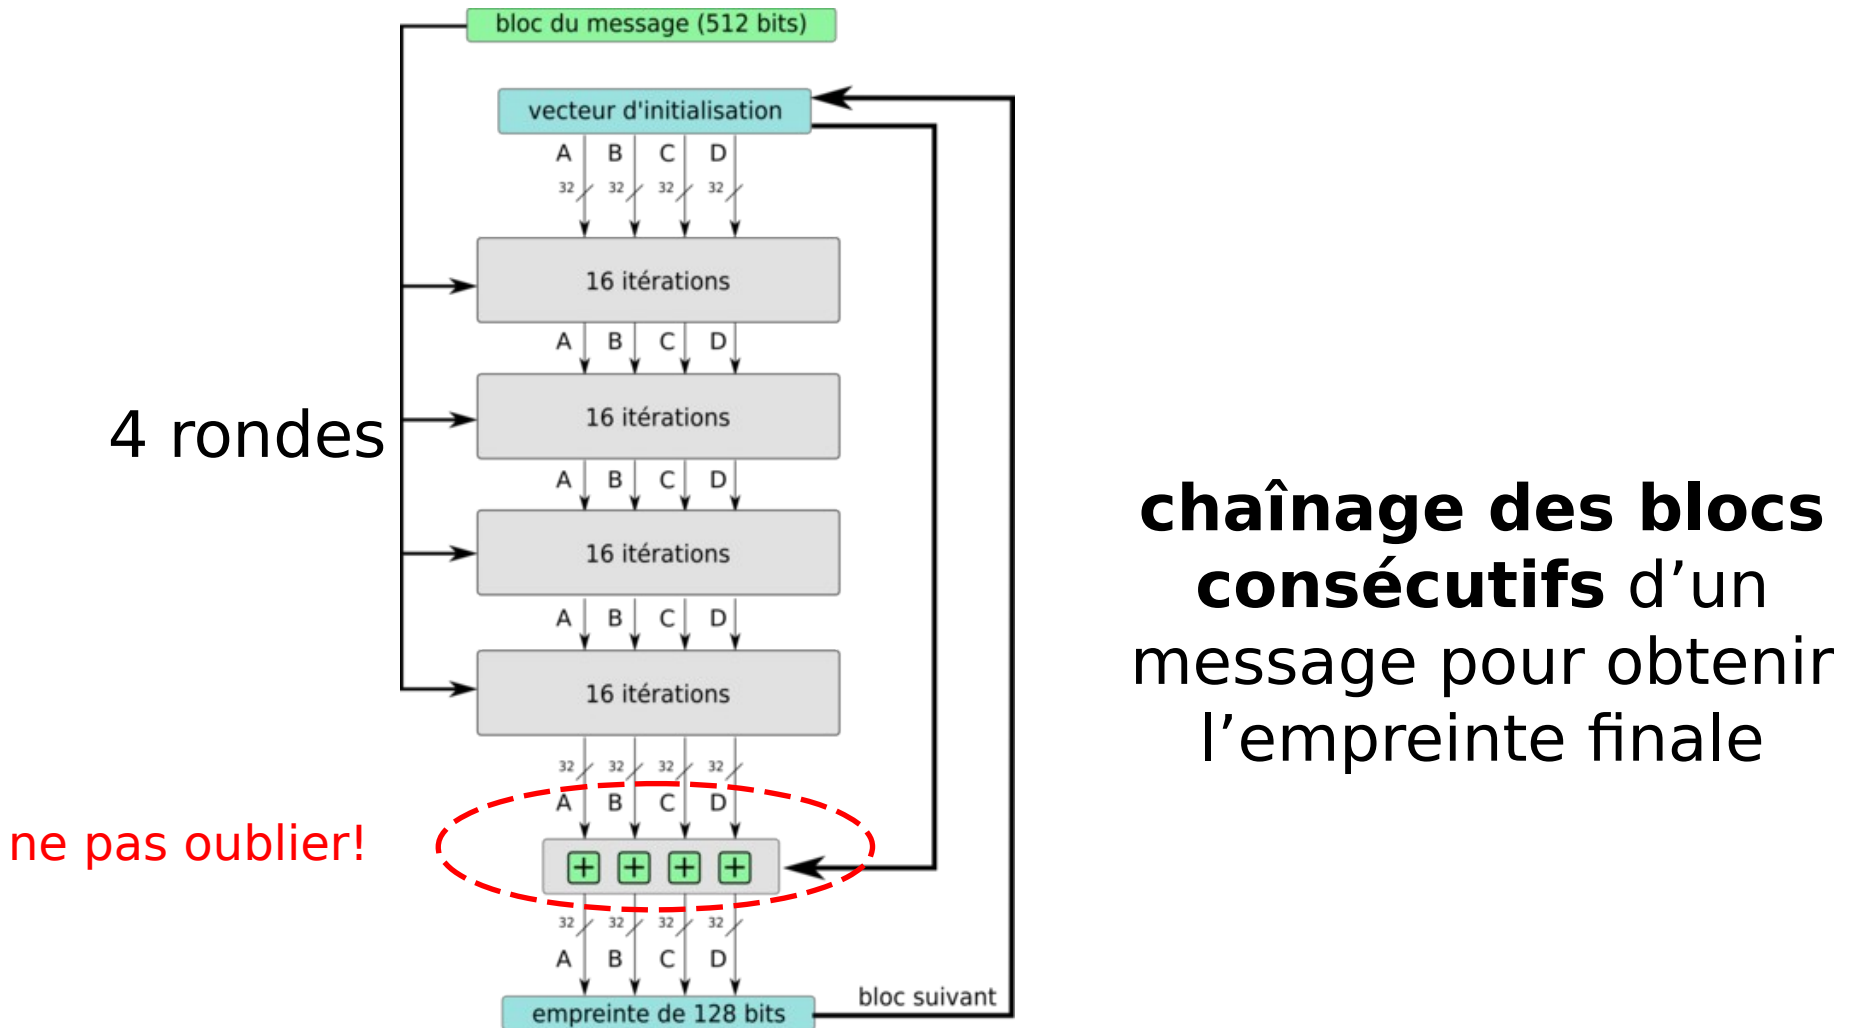 bloc du message (512 bits)
vecteur d'initialisation
A B C D
32 32 32 32
16 itérations
A B C D
16 itérations
4 rondes
A B C D
16 itérations
A B C D
16 itérations
32 32 32 32
A B C D
ne pas oublier!
+ + + +
32 32 32 32
A B C D
bloc suivant
empreinte de 128 bits
chaînage des blocs
consécutifs d’un
message pour obtenir
l’empreinte finale